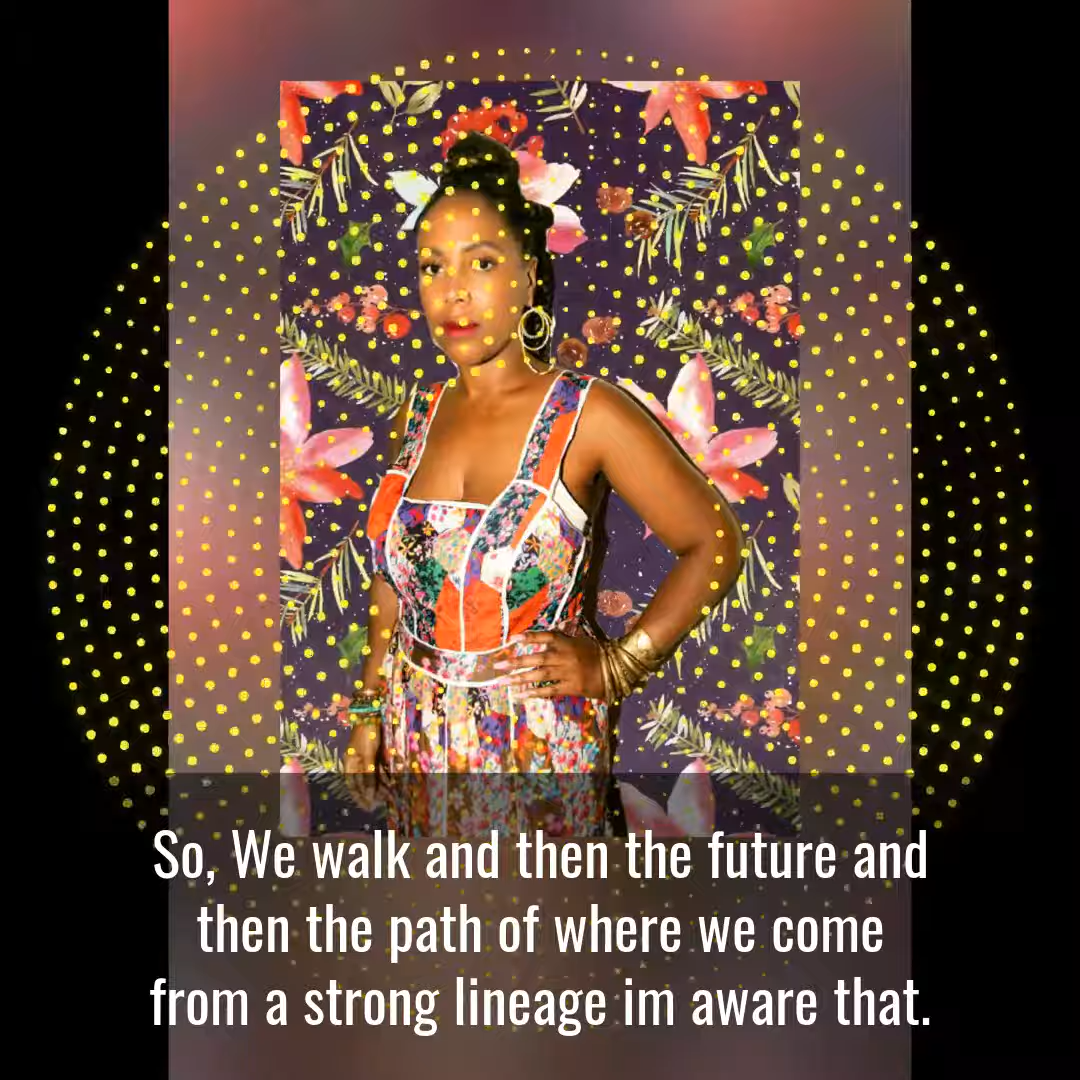 So, We walk and then the future and
then the path of where we come
from a strong lineage im aware that.